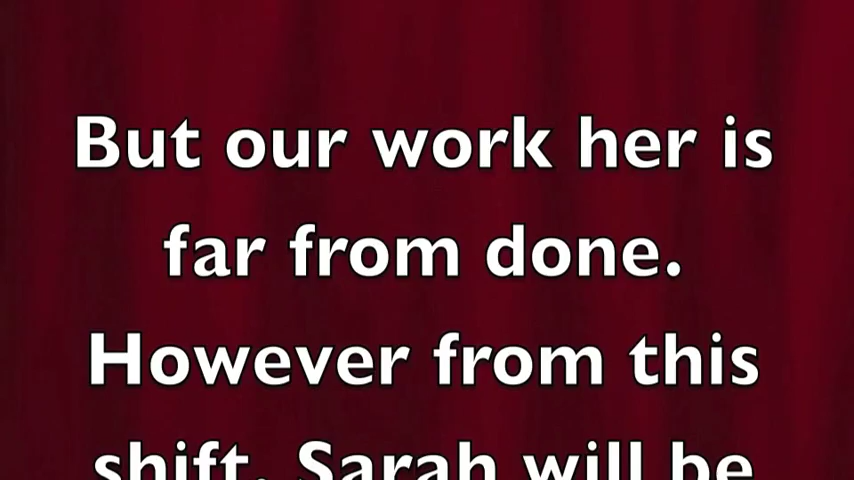 But our work her is
far from done.
However from this
shift, Sarah will be